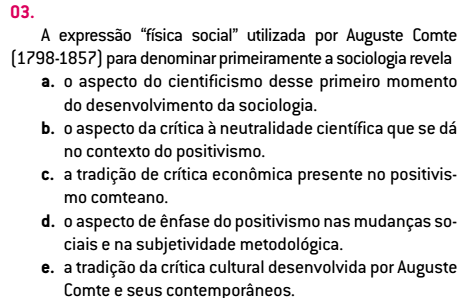 03.
A expressão “física social” utilizada por Auguste Comte
(1798-1857) para denominar primeiramente a sociologia revela
a. o aspecto do cientificismo desse primeiro momento
do desenvolvimento da sociologia.
b. o aspecto da crítica à neutralidade científica que se dá
no contexto do positivismo.
c. a tradição de crítica econômica presente no positivis-
mo comteano.
d. o aspecto de ênfase do positivismo nas mudanças so-
ciais e na subjetividade metodológica.
e. a tradição da crítica cultural desenvolvida por Auguste
Comte e seus contemporâneos.